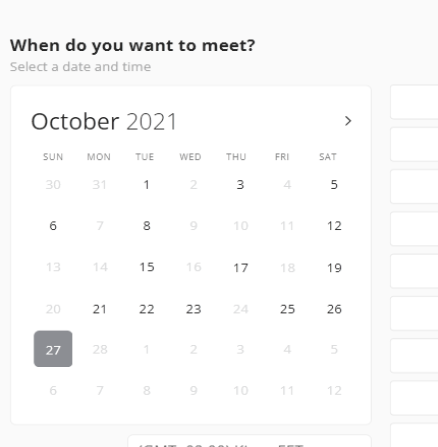 When do you want to meet?
Select a date and time
October 2021
SUN MON TUE WED THU FRI SAT
30 31 1 2 3 4 5
6 7 8 9 10 11 12
13 14 15 16 17 18 19
20 21 22 23 24 25 26
27 28 1 2 3 4 5
6 7 8 9 10 11 12